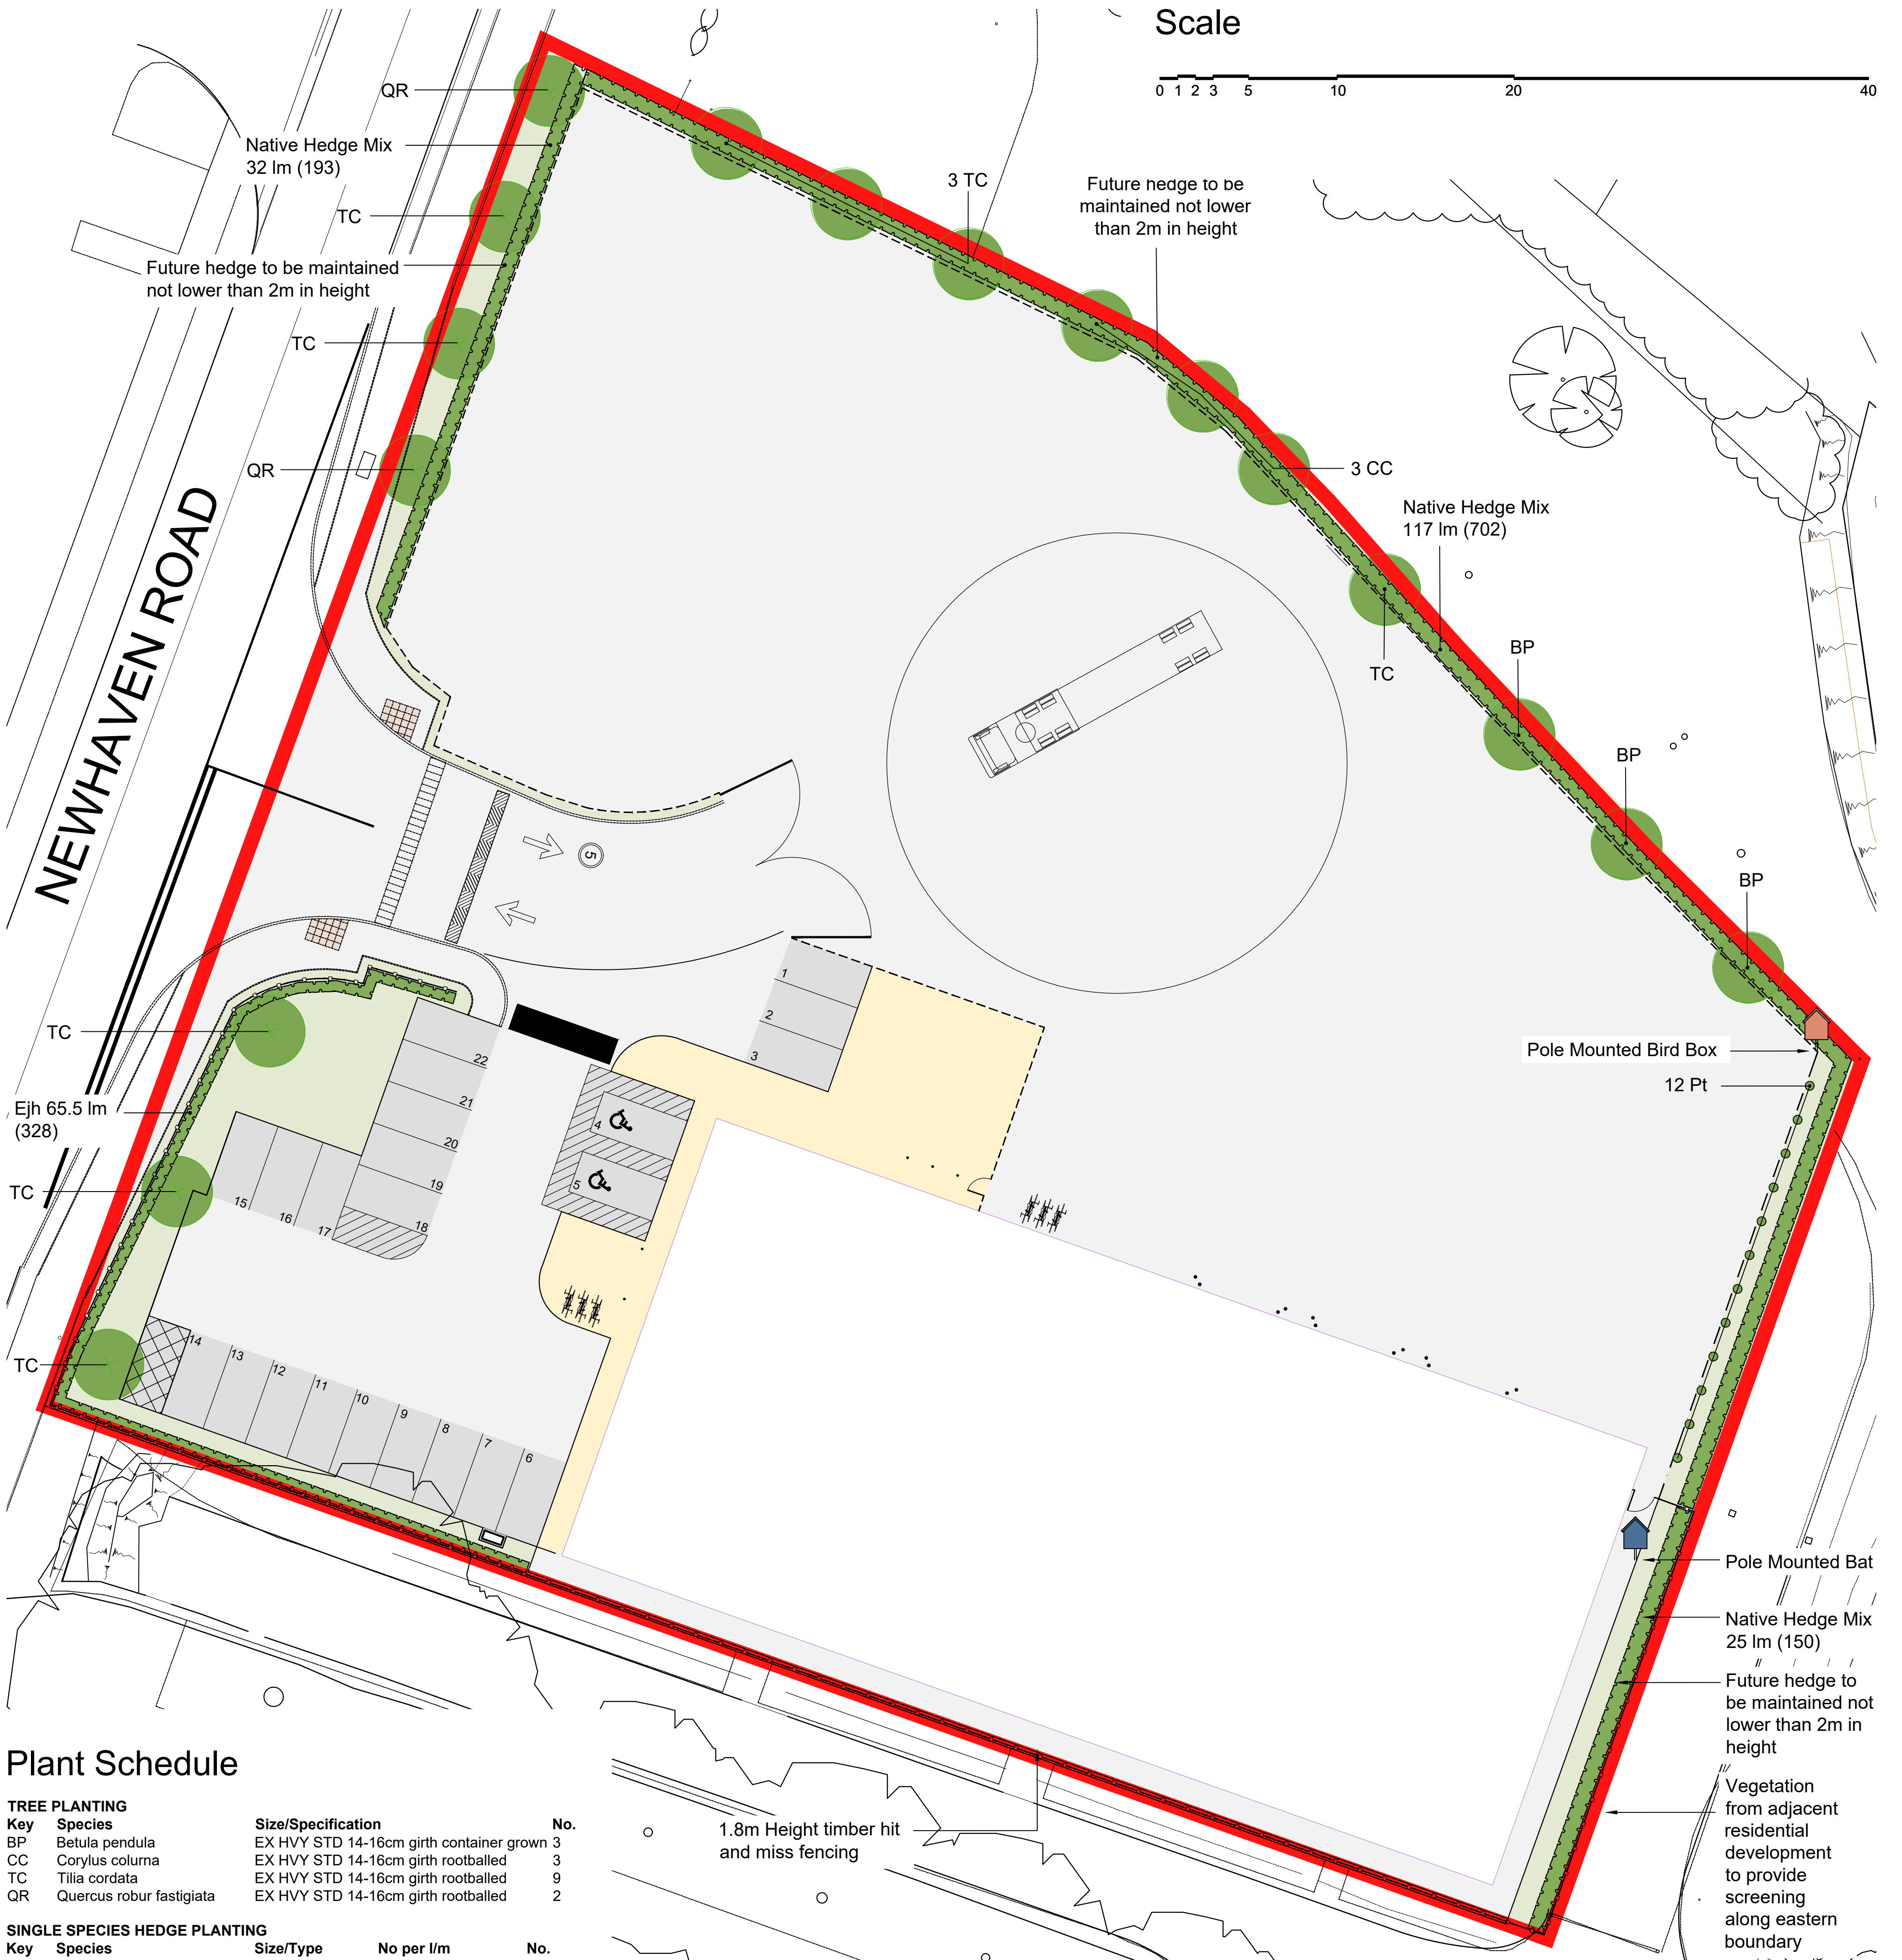 Scale
0 1 2 3 5 10 20 40
QR
Native Hedge Mix
32 lm (193)
TC
Future hedge to be maintained
not lower than 2m in height
TC
QR
3 TC
Future hedge to be
maintained not lower
than 2m in height
3 CC
Native Hedge Mix
117 lm (702)
TC
BP
BP
BP
NEWHAVEN ROAD
5
1
2
3
4
5
22
21
20
19
18
15
16
17
14
13
12
11
10
9
8
7
6
TC
Ejh 65.5 lm
(328)
TC
TC
Pole Mounted Bird Box
12 Pt
Pole Mounted Bat
Native Hedge Mix
25 lm (150)
Future hedge to
be maintained not
lower than 2m in
height
Vegetation
from adjacent
residential
development
to provide
screening
along eastern
boundary
1.8m Height timber hit
and miss fencing
Plant Schedule
TREE PLANTING
Key Species Size/Specification No.
BP Betula pendula EX HVY STD 14-16cm girth container grown 3
CC Corylus colurna EX HVY STD 14-16cm girth rootballed 3
TC Tilia cordata EX HVY STD 14-16cm girth rootballed 9
QR Quercus robur fastigiata EX HVY STD 14-16cm girth rootballed 2
SINGLE SPECIES HEDGE PLANTING
Key Species Size/Type No per l/m No.